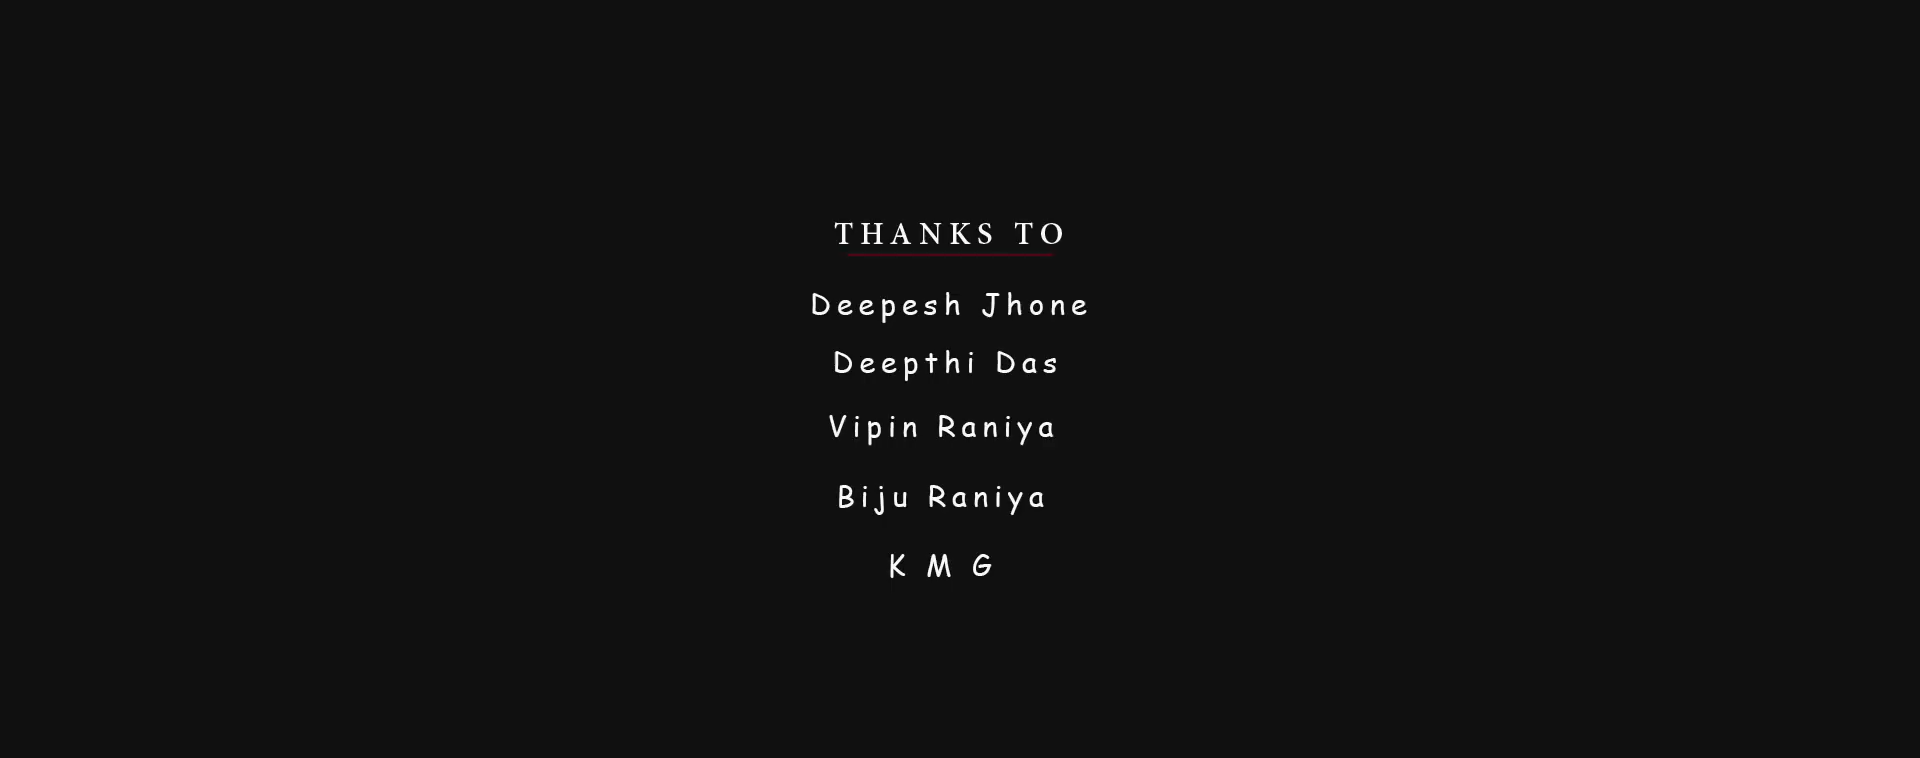 THANKS TO
Deepesh Jhone
Deepthi Das
Vipin Raniya
Biju Raniya
K M G